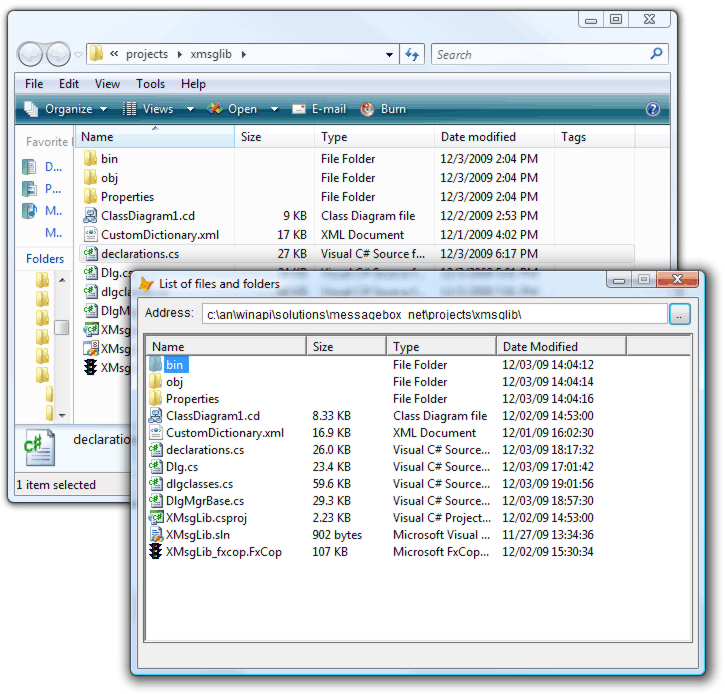 « projects xmsglib
Search
File Edit View Tools Help
Organize Views Open E-mail Burn
Favorite
Name Size Type Date modified Tags
D...
P...
M...
M...
Folders
bin File Folder 12/3/2009 2:04 PM
obj File Folder 12/3/2009 2:04 PM
Properties File Folder 12/3/2009 2:04 PM
ClassDiagram1.cd 9 KB Class Diagram file 12/2/2009 2:53 PM
CustomDictionary.xml 17 KB XML Document 12/1/2009 4:02 PM
declarations.cs 27 KB Visual C# Source f... 12/3/2009 6:17 PM
Dlg.cs
dlgcl
DlgM
XMsg
XMsg
XMsg
declaratio
1 item selected
List of files and folders
Address: c:\an\winapi\solutions\messagebox_net\projects\xmsglib\ ..
Name Size Type Date Modified
bin File Folder 12/03/09 14:04:12
obj File Folder 12/03/09 14:04:14
Properties File Folder 12/03/09 14:04:16
ClassDiagram1.cd 8.33 KB Class Diagram file 12/02/09 14:53:00
CustomDictionary.xml 16.9 KB XML Document 12/01/09 16:02:30
declarations.cs 26.0 KB Visual C# Source... 12/03/09 18:17:32
Dlg.cs 23.4 KB Visual C# Source... 12/03/09 17:01:42
dlgclasses.cs 59.6 KB Visual C# Source... 12/03/09 19:01:56
DlgMgrBase.cs 29.3 KB Visual C# Source... 12/03/09 18:57:30
XMsgLib.csproj 2.23 KB Visual C# Project... 12/02/09 14:53:00
XMsgLib.sln 902 bytes Microsoft Visual ... 11/27/09 13:34:36
XMsgLib_fxcop.FxCop 107 KB Microsoft FxCop... 12/02/09 15:30:34